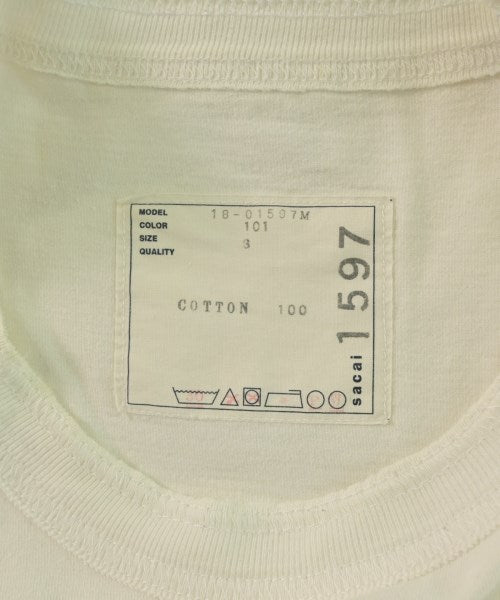 MODEL 18-01597M
COLOR 101
SIZE 3
QUALITY
COTTON 100
sacai 1597